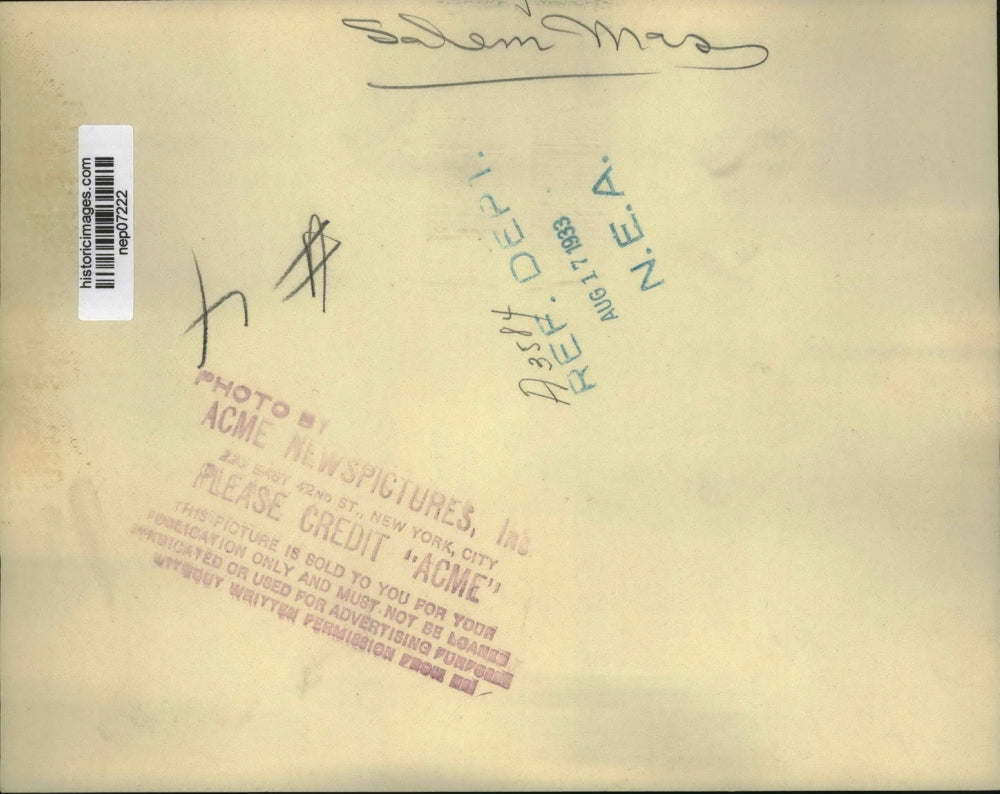 Salem Mas
historicimages.com
nep07222
#
REF. DEPT.
AUG 17 1933
N.E.A.
A3584
PHOTO BY
ACME NEWSPICTURES, INC.
220 EAST 42ND ST., NEW YORK, CITY
PLEASE CREDIT "ACME"
THIS PICTURE IS SOLD TO YOU FOR YOUR
PUBLICATION ONLY AND MUST NOT BE LOANED
SYNDICATED OR USED FOR ADVERTISING PURPOSES
WITHOUT WRITTEN PERMISSION FROM